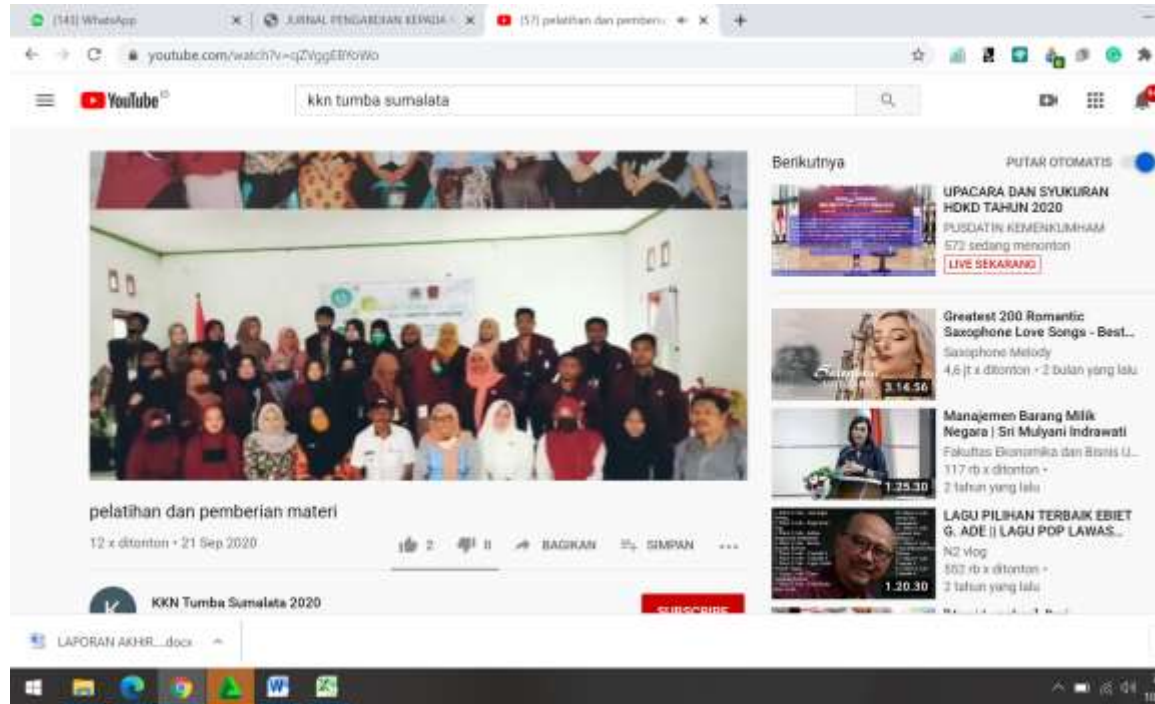 (143) WhatsApp
JURNAL PENGABDIAN KEPADA
(57) pelatihan dan pemberi
youtube.com/watch?v=
YouTube ID
kkn tumba sumalata
pelatihan dan pemberian materi
12 x ditonton • 21 Sep 2020
2
0
BAGIKAN
SIMPAN
K
KKN Tumba Sumalata 2020
SUBSCRIBE
Berikutnya
PUTAR OTOMATIS
UPACARA DAN SYUKURAN
HDKD TAHUN 2020
PUSDATIN KEMENKUMHAM
572 sedang menonton
LIVE SEKARANG
Greatest 200 Romantic
Saxophone Love Songs - Best...
Saxophone Melody
4,6 jt x ditonton • 2 bulan yang lalu
3.14.56
Manajemen Barang Milik
Negara | Sri Mulyani Indrawati
Fakultas Ekonomika dan Bisnis U...
117 rb x ditonton •
2 tahun yang lalu
1.25.30
LAGU PILIHAN TERBAIK EBIET
G. ADE || LAGU POP LAWAS...
N2 vlog
552 rb x ditonton •
2 tahun yang lalu
1.20.30
LAPORAN AKHIR....docx